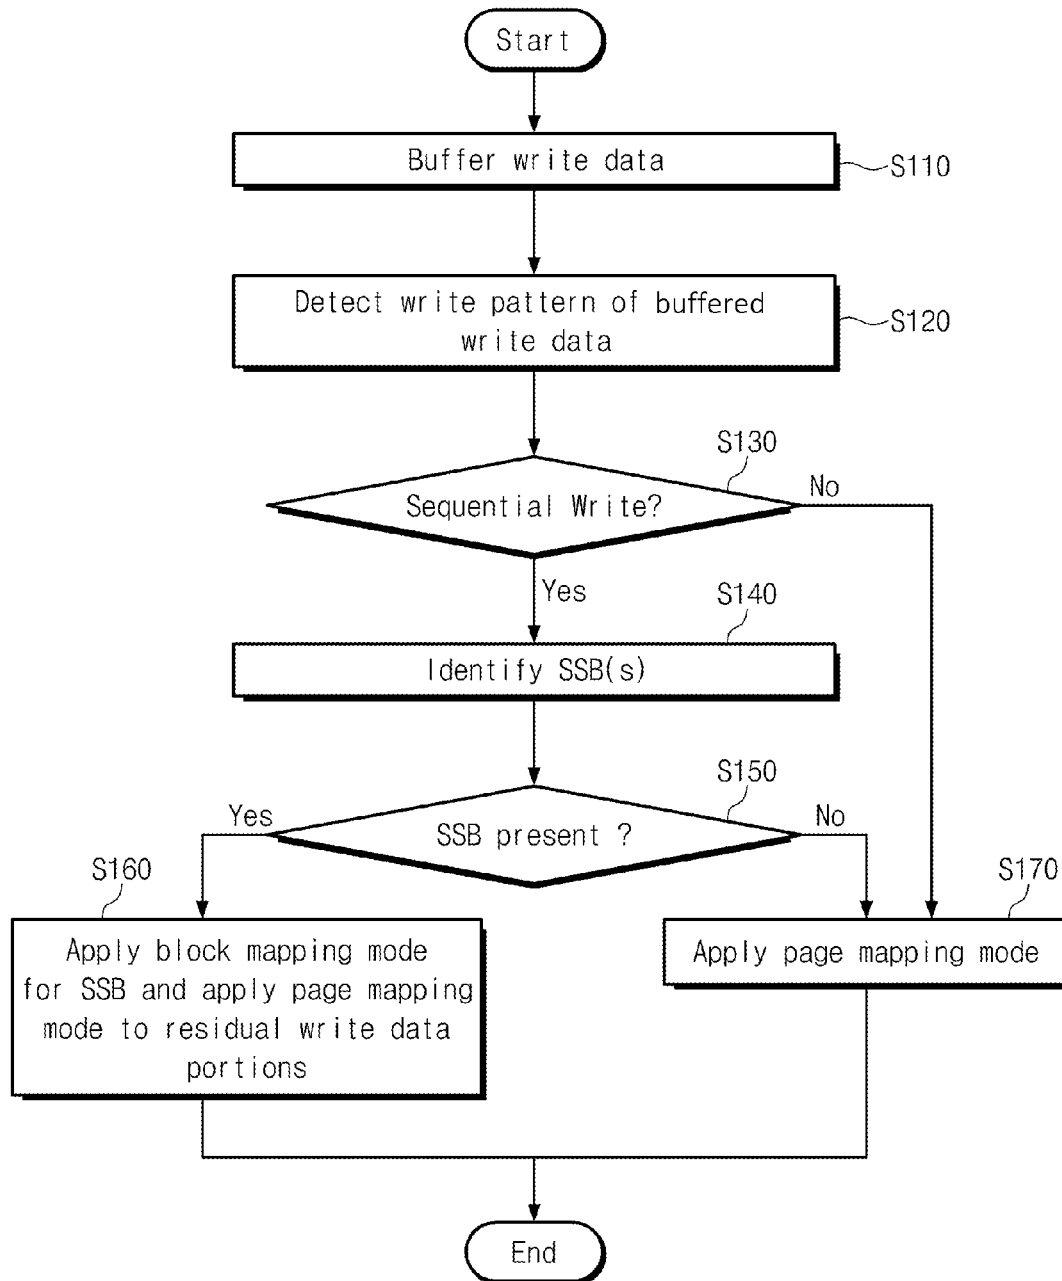 Start
Buffer write data
S110
Detect write pattern of buffered
write data
S120
S130
Sequential Write?
No
Yes
S140
Identify SSB(s)
S150
Yes
SSB present ?
No
S160
S170
Apply block mapping mode
for SSB and apply page mapping
mode to residual write data
portions
Apply page mapping mode
End